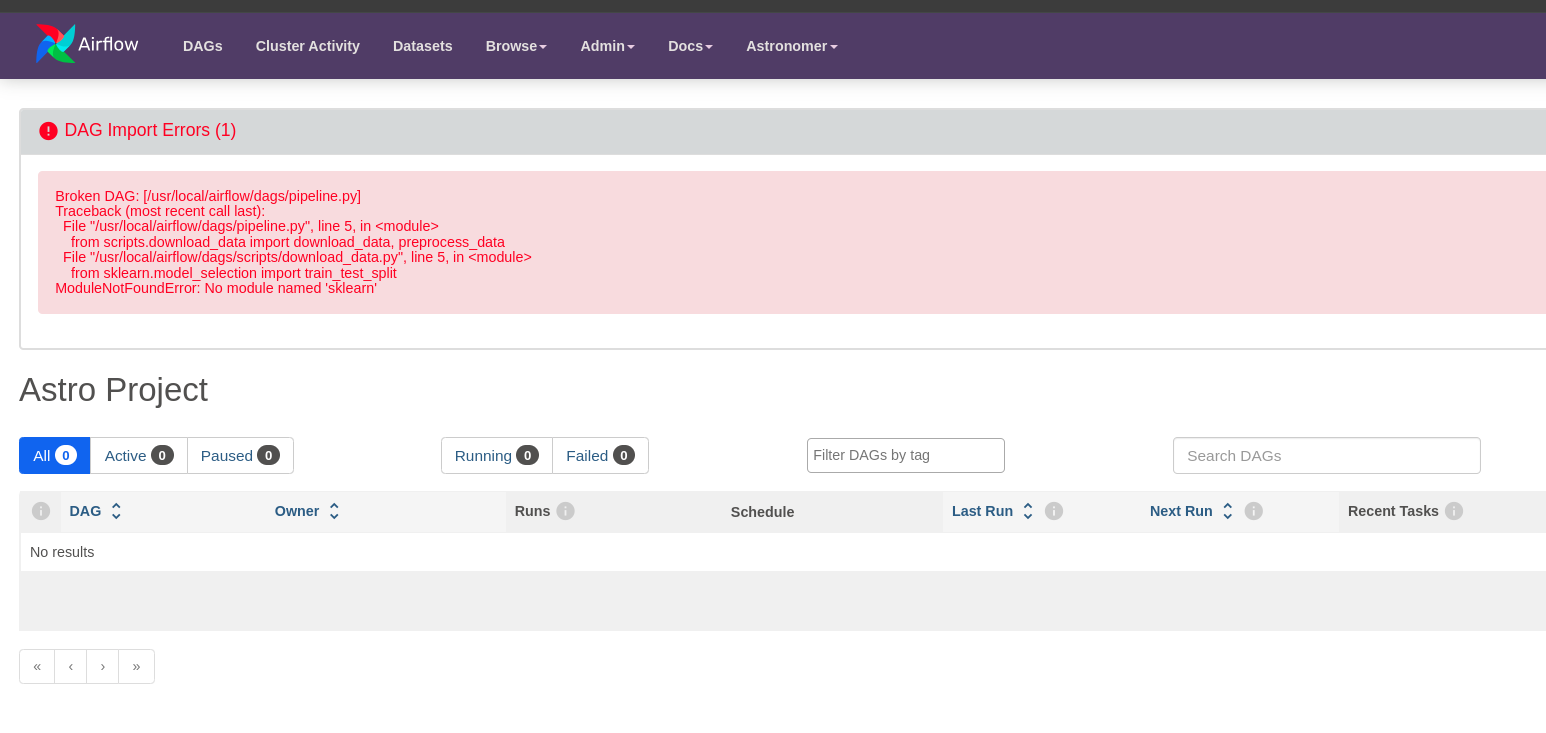 Airflow DAGs Cluster Activity Datasets Browse Admin Docs Astronomer
DAG Import Errors (1)
Broken DAG: [/usr/local/airflow/dags/pipeline.py]
Traceback (most recent call last):
File "/usr/local/airflow/dags/pipeline.py", line 5, in <module>
from scripts.download_data import download_data, preprocess_data
File "/usr/local/airflow/dags/scripts/download_data.py", line 5, in <module>
from sklearn.model_selection import train_test_split
ModuleNotFoundError: No module named 'sklearn'
Astro Project
All 0 Active 0 Paused 0 Running 0 Failed 0 Filter DAGs by tag Search DAGs
DAG Owner Runs Schedule Last Run Next Run Recent Tasks
No results
« ‹ › »